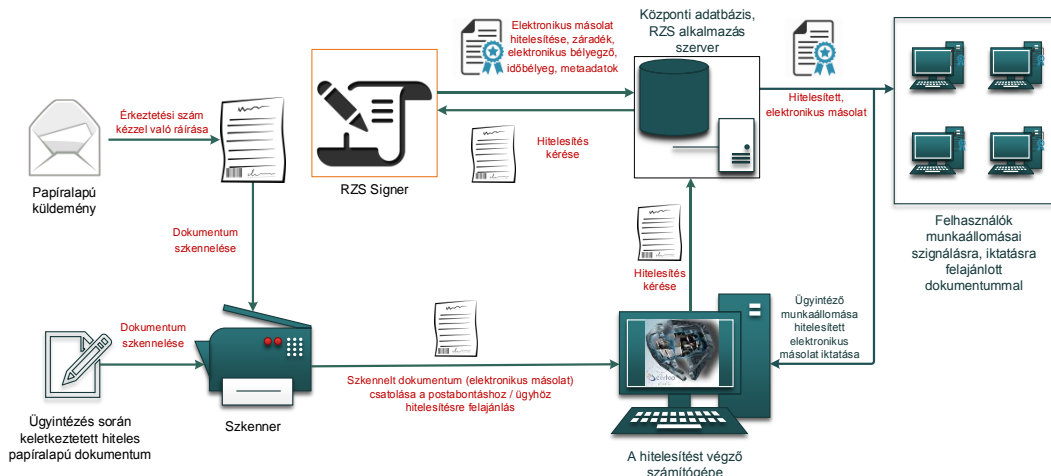 Elektronikus másolat
hitelesítése, záradék,
elektronikus bélyegző,
időbélyeg, metaadatok
Központi adatbázis,
RZS alkalmazás
szerver
Érkeztetési szám
kézzel való ráírása
Hitelesített,
elektronikus másolat
Hitelesítés
kérése
Papíralapú
küldemény
RZS Signer
Felhasználók
munkaállomásai
szignálásra, iktatásra
felajánlott
dokumentummal
Dokumentum
szkennelése
Hitelesítés
kérése
Ügyintéző
munkaállomása
hitelesített
elektronikus
másolat iktatása
Dokumentum
szkennelése
Szkennelt dokumentum (elektronikus másolat)
csatolása a postabontáshoz / ügyhöz
hitelesítésre felajánlás
Ügyintézés során
keletkeztetett hiteles
papíralapú dokumentum
Szkenner
A hitelesítést végző
számítógépe